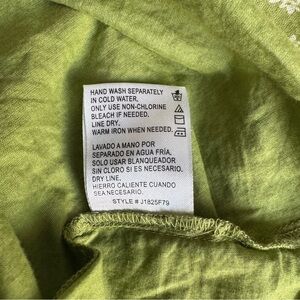 HAND WASH SEPARATELY
IN COLD WATER,
ONLY USE NON-CHLORINE
BLEACH IF NEEDED.
LINE DRY.
WARM IRON WHEN NEEDED.
LAVADO A MANO POR
SEPARADO EN AGUA FRÍA,
SOLO USAR BLANQUEADOR
SIN CLORO SI ES NECESARIO.
DRY LINE.
HIERRO CALIENTE CUANDO
SEA NECESARIO.
STYLE # J1825F79